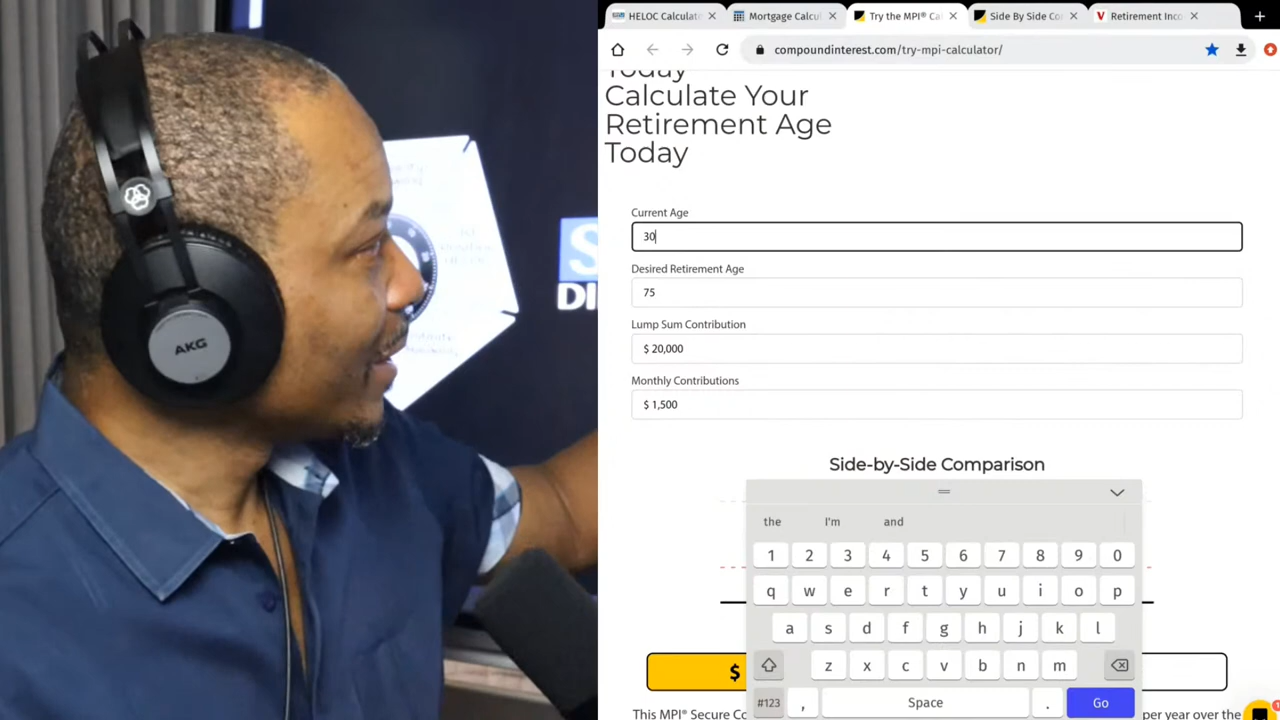 HELOC Calculat
Mortgage Calcu
Try the MPI® Ca
Side By Side Co
Retirement Inco
compoundinterest.com/try-mpi-calculator/
Today
Calculate Your
Retirement Age
Today
Current Age
30
Desired Retirement Age
75
Lump Sum Contribution
$ 20,000
Monthly Contributions
$ 1,500
Side-by-Side Comparison
the I'm and
1 2 3 4 5 6 7 8 9 0
q w e r t y u i o p
a s d f g h j k l
z x c v b n m
#123 , Space . Go
$
This MPI® Secure Co
per year over the
AKG
S
DI